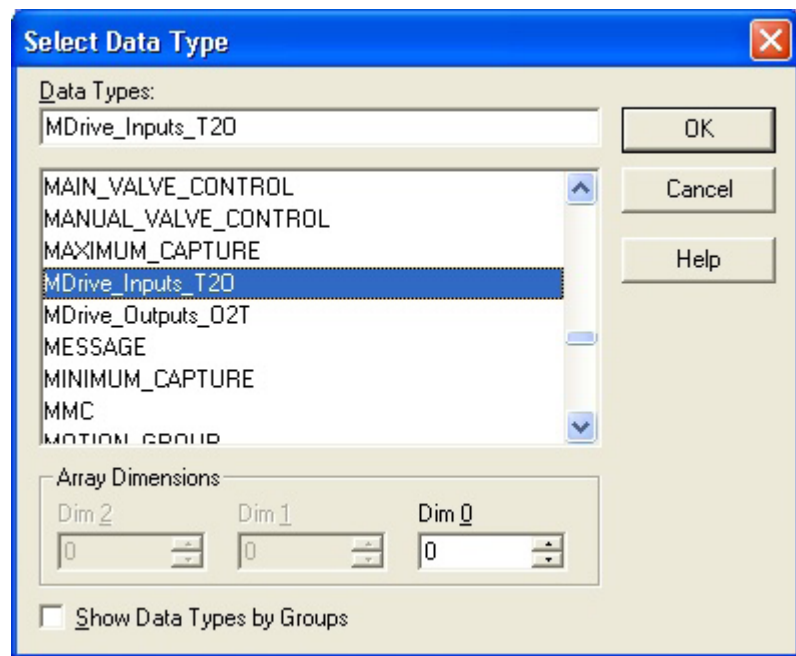 Select Data Type
Data Types:
MDrive_Inputs_T2O
OK
MAIN_VALVE_CONTROL
MANUAL_VALVE_CONTROL
MAXIMUM_CAPTURE
MDrive_Inputs_T2O
MDrive_Outputs_O2T
MESSAGE
MINIMUM_CAPTURE
MMC
MOTION_GROUP
Cancel
Help
Array Dimensions
Dim 2 Dim 1 Dim 0
0 0 0
Show Data Types by Groups